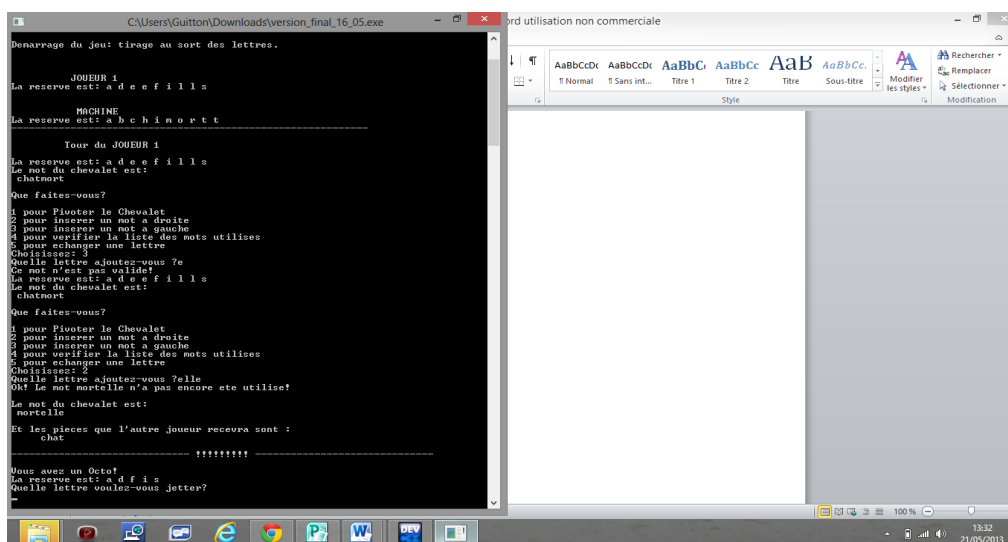 C:\Users\Guitton\Downloads\version_final_16_05.exe
Demarrage du jeu: tirage au sort des lettres.
JOUEUR 1
La reserve est: a d e e f i l l s
MACHINE
La reserve est: a b c h i m o r t t
Tour du JOUEUR 1
La reserve est: a d e e f i l l s
Le mot du chevalet est:
chatmort
Que faites-vous?
1 pour Pivoter le Chevalet
2 pour inserer un mot a droite
3 pour inserer un mot a gauche
4 pour verifier la liste des mots utilises
5 pour echanger une lettre
Choisissez: 3
Quelle lettre ajoutez-vous ?e
Ce mot n'est pas valide!
La reserve est: a d e e f i l l s
Le mot du chevalet est:
chatmort
Que faites-vous?
1 pour Pivoter le Chevalet
2 pour inserer un mot a droite
3 pour inserer un mot a gauche
4 pour verifier la liste des mots utilises
5 pour echanger une lettre
Choisissez: 2
Quelle lettre ajoutez-vous ?elle
Ok! Le mot mortelle n'a pas encore ete utilise!
Le mot du chevalet est:
mortelle
Et les pieces que l'autre joueur recevra sont :
chat
------------------------------ !!!!!!!!! ------------------------------
Vous avez un Octo!
La reserve est: a d f i s
Quelle lettre voulez-vous jetter?
ord utilisation non commerciale
AaBbCcDc AaBbCcDc AaBbC AaBbCc AaB AaBbCc.
¶ Normal ¶ Sans int... Titre 1 Titre 2 Titre Sous-titre
Modifier
les styles
Rechercher
Remplacer
Sélectionner
Style
Modification
100 %
DEV
13:32
21/05/2013